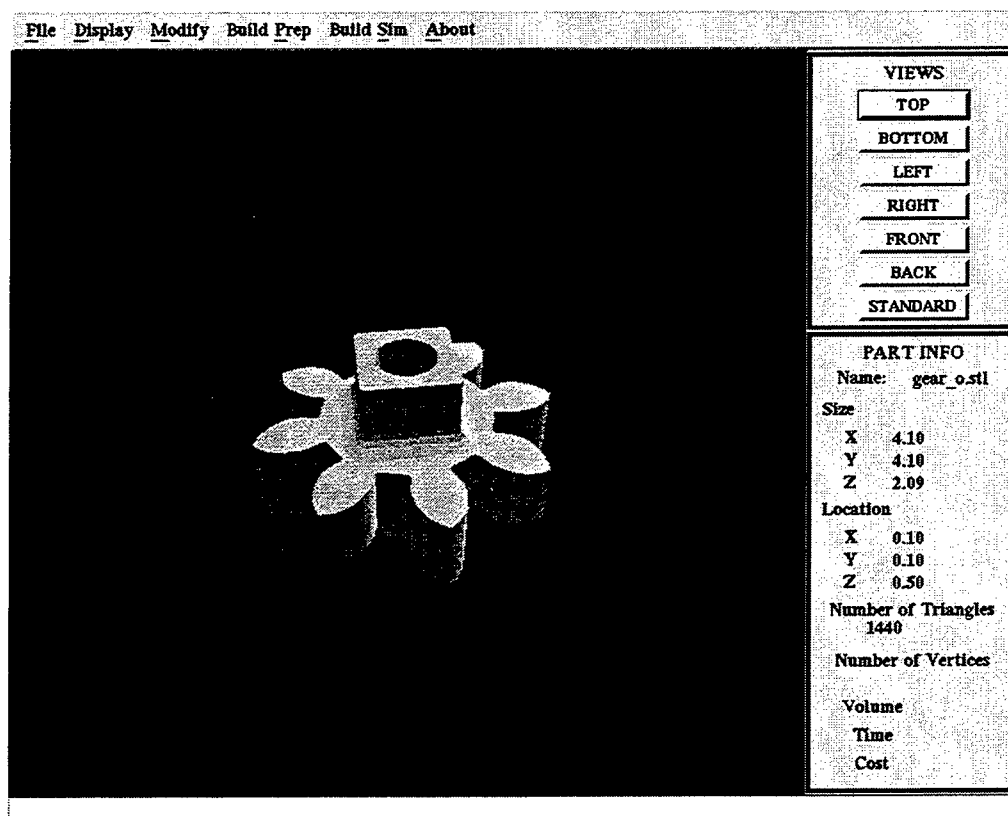 File Display Modify Build Prep Build Sim About
VIEWS
TOP
BOTTOM
LEFT
RIGHT
FRONT
BACK
STANDARD
PART INFO
Name: gear_o.stl
Size
X 4.10
Y 4.10
Z 2.09
Location
X 0.10
Y 0.10
Z 0.50
Number of Triangles
1440
Number of Vertices
Volume
Time
Cost